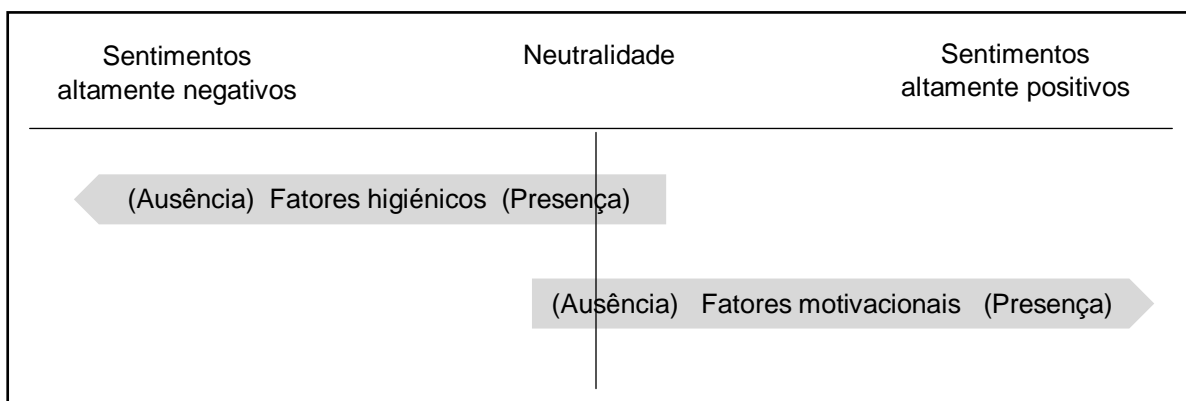 Sentimentos
altamente negativos
Neutralidade
Sentimentos
altamente positivos
(Ausência) Fatores higiénicos (Presença)
(Ausência) Fatores motivacionais (Presença)